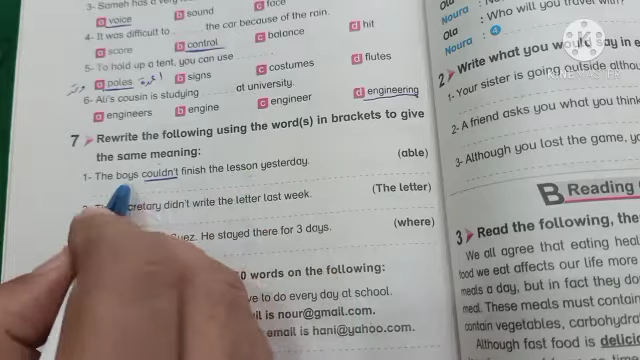 3- Sameh has a very
a voice
b sound
c face
4- It was difficult to the car because of the rain.
a score
b control
c balance
d hit
5- To hold up a tent, you can use
a poles
b signs
c costumes
d flutes
6- Ali's cousin is studying at university.
a engineers
b engine
c engineer
d engineering
7 Rewrite the following using the word(s) in brackets to give
the same meaning:
1- The boys couldn't finish the lesson yesterday. (able)
didn't write the letter last week. (The letter)
He stayed there for 3 days. (where)
0 words on the following:
to do every day at school.
is nour@gmail.com.
email is hani@yahoo.com.
Noura :
Ola : Who will you travel with?
Noura : 4
2 Write what you would say in
1- Your sister is going outside
2- A friend asks you what you think
3- Although you lost the game,
B Reading
3 Read the following, the
We all agree that eating
food we eat affects our life more
meals a day, but in fact they do
meal. These meals must contain
contain vegetables,
Although fast food is
KINEMASTER